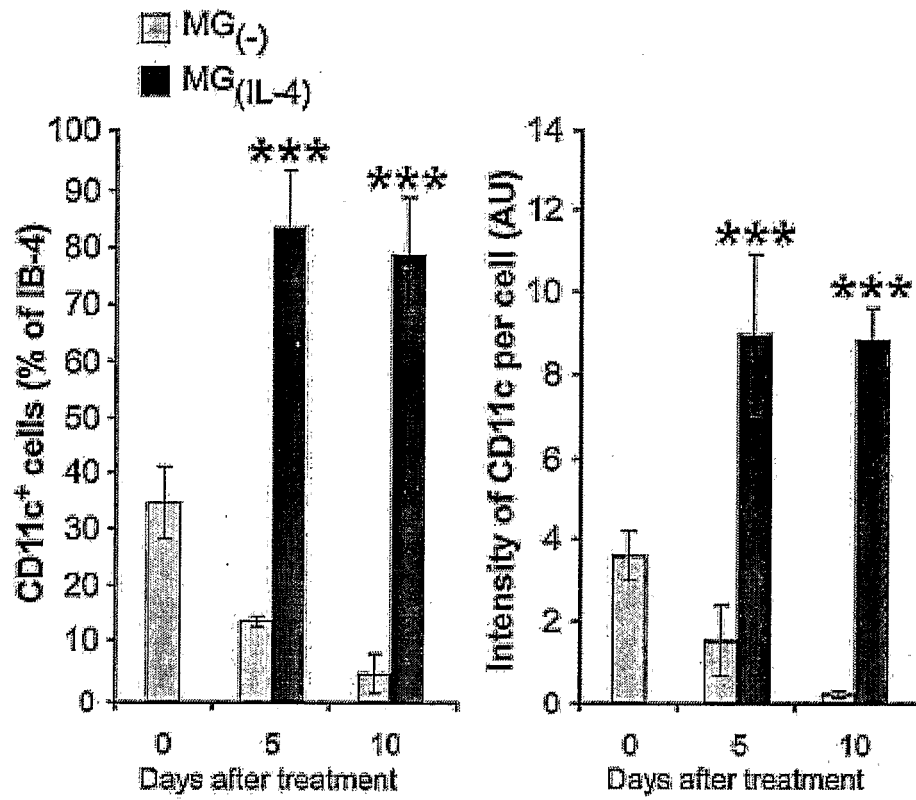 MG(-)
MG(IL-4)
CD11c+ cells (% of IB-4)
100
90
80
70
60
50
40
30
20
10
0
***
***
0 5 10
Days after treatment
Intensity of CD11c per cell (AU)
14
12
10
8
6
4
2
0
***
***
0 5 10
Days after treatment